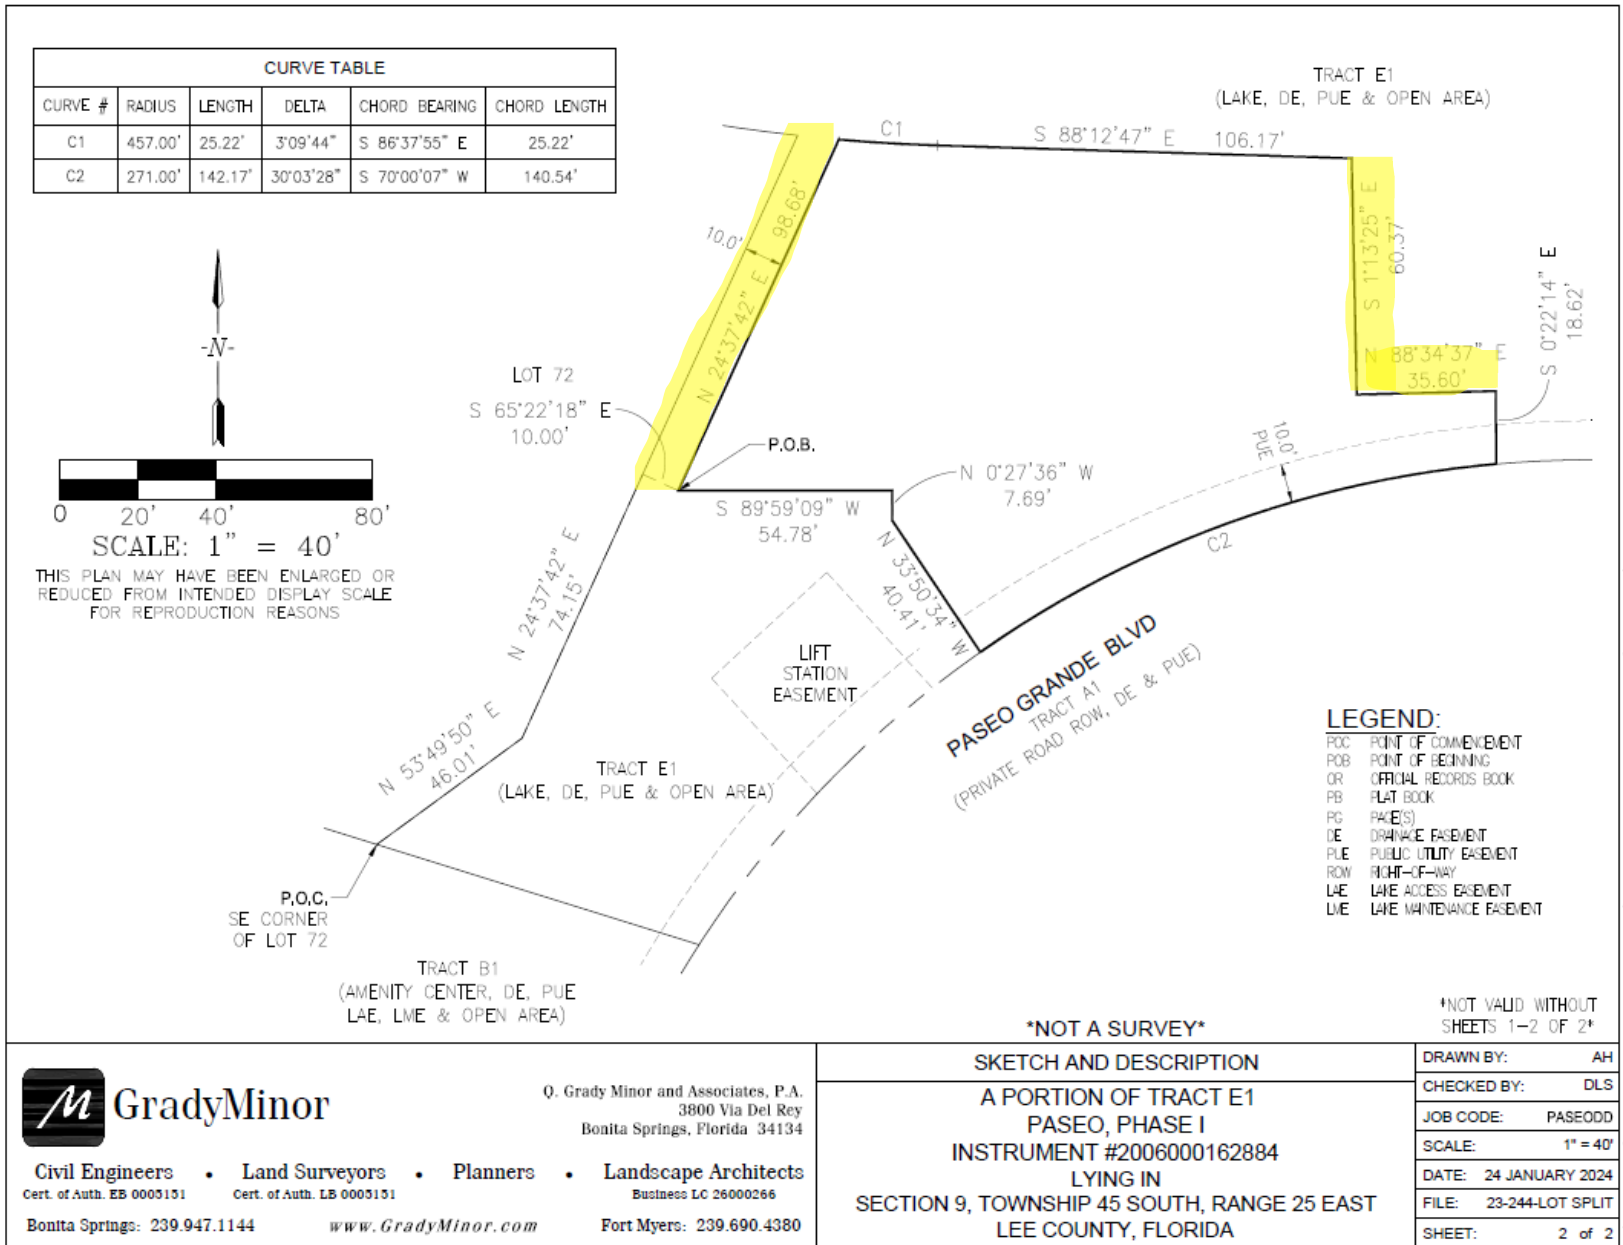 CURVE TABLE
CURVE # RADIUS LENGTH DELTA CHORD BEARING CHORD LENGTH
C1 457.00' 25.22' 3°09'44" S 86°37'55" E 25.22'
C2 271.00' 142.17' 30°03'28" S 70°00'07" W 140.54'
TRACT E1
(LAKE, DE, PUE & OPEN AREA)
C1
S 88°12'47" E 106.17'
98.68'
N 24°37'42" E
10.0'
S 1°13'25" E
60.37'
N 88°34'37" E
35.60'
S 0°22'14" E
18.62'
-N-
LOT 72
S 65°22'18" E
10.00'
P.O.B.
S 89°59'09" W
54.78'
N 0°27'36" W
7.69'
N 33°50'34" W
40.41'
10.0'
PUE
C2
0 20' 40' 80'
SCALE: 1" = 40'
THIS PLAN MAY HAVE BEEN ENLARGED OR
REDUCED FROM INTENDED DISPLAY SCALE
FOR REPRODUCTION REASONS
N 24°37'42" E
74.15'
N 53°49'50" E
46.01'
LIFT
STATION
EASEMENT
PASEO GRANDE BLVD
TRACT A1
(PRIVATE ROAD ROW, DE & PUE)
TRACT E1
(LAKE, DE, PUE & OPEN AREA)
P.O.C.
SE CORNER
OF LOT 72
TRACT B1
(AMENITY CENTER, DE, PUE
LAE, LME & OPEN AREA)
LEGEND:
POC POINT OF COMMENCEMENT
POB POINT OF BEGINNING
OR OFFICIAL RECORDS BOOK
PB PLAT BOOK
PG PAGE(S)
DE DRAINAGE EASEMENT
PUE PUBLIC UTILITY EASEMENT
ROW RIGHT-OF-WAY
LAE LAKE ACCESS EASEMENT
LME LAKE MAINTENANCE EASEMENT
*NOT VALID WITHOUT
SHEETS 1-2 OF 2*
*NOT A SURVEY*
M GradyMinor
Q. Grady Minor and Associates, P.A.
3800 Via Del Rey
Bonita Springs, Florida 34134
Civil Engineers • Land Surveyors • Planners • Landscape Architects
Cert. of Auth. EB 0005151 Cert. of Auth. LB 0005151 Business LC 26000266
Bonita Springs: 239.947.1144 www.GradyMinor.com Fort Myers: 239.690.4380
SKETCH AND DESCRIPTION
A PORTION OF TRACT E1
PASEO, PHASE I
INSTRUMENT #2006000162884
LYING IN
SECTION 9, TOWNSHIP 45 SOUTH, RANGE 25 EAST
LEE COUNTY, FLORIDA
DRAWN BY: AH
CHECKED BY: DLS
JOB CODE: PASEODD
SCALE: 1" = 40'
DATE: 24 JANUARY 2024
FILE: 23-244-LOT SPLIT
SHEET: 2 of 2